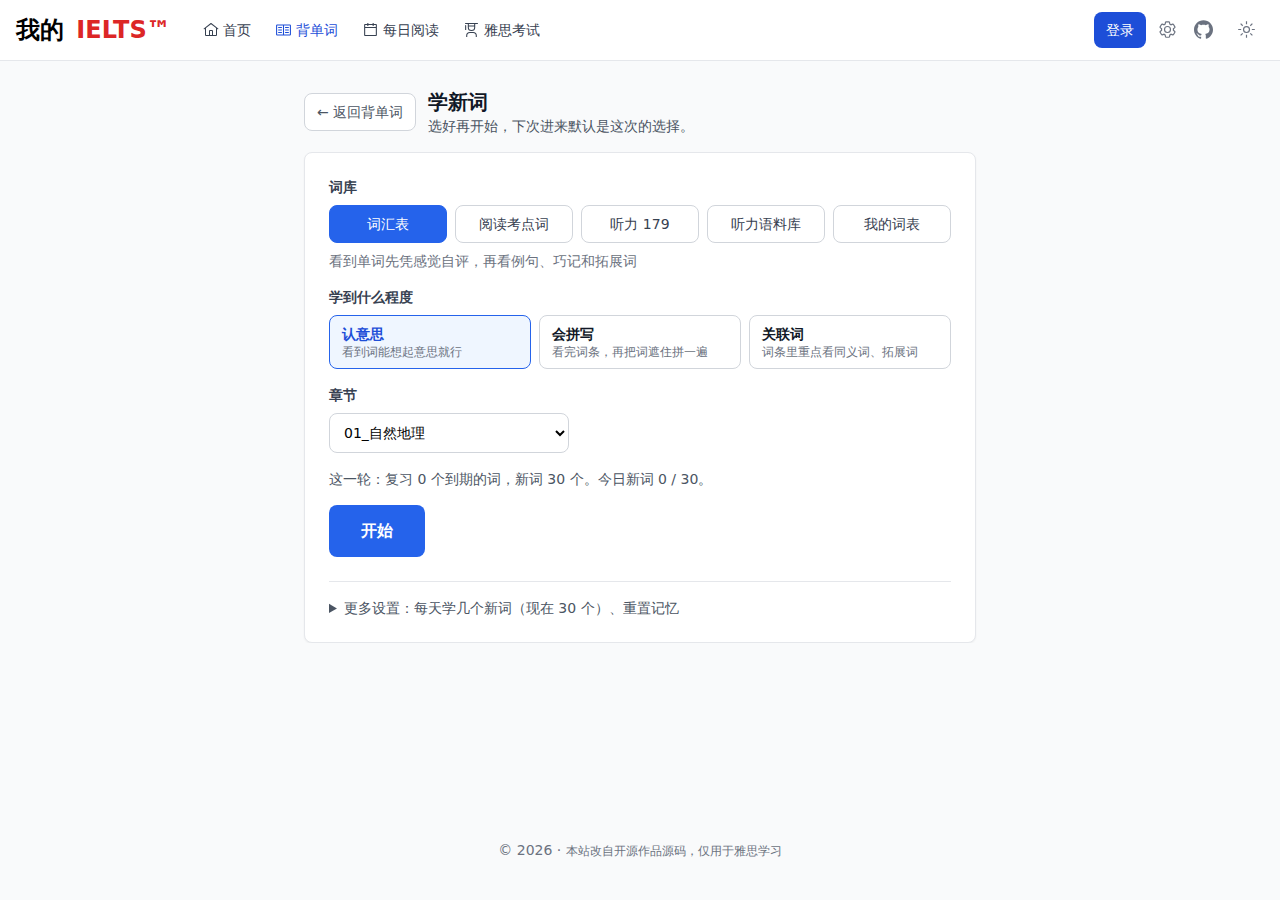 我的 IELTS™ 首页 背单词 每日阅读 雅思考试 登录
← 返回背单词
学新词
选好再开始，下次进来默认是这次的选择。
词库
词汇表 阅读考点词 听力 179 听力语料库 我的词表
看到单词先凭感觉自评，再看例句、巧记和拓展词
学到什么程度
认意思 会拼写 关联词
看到词能想起意思就行 看完词条，再把词遮住拼一遍 词条里重点看同义词、拓展词
章节
01_自然地理
这一轮：复习 0 个到期的词，新词 30 个。今日新词 0 / 30。
开始
▶ 更多设置：每天学几个新词（现在 30 个）、重置记忆
© 2026 · 本站改自开源作品源码，仅用于雅思学习